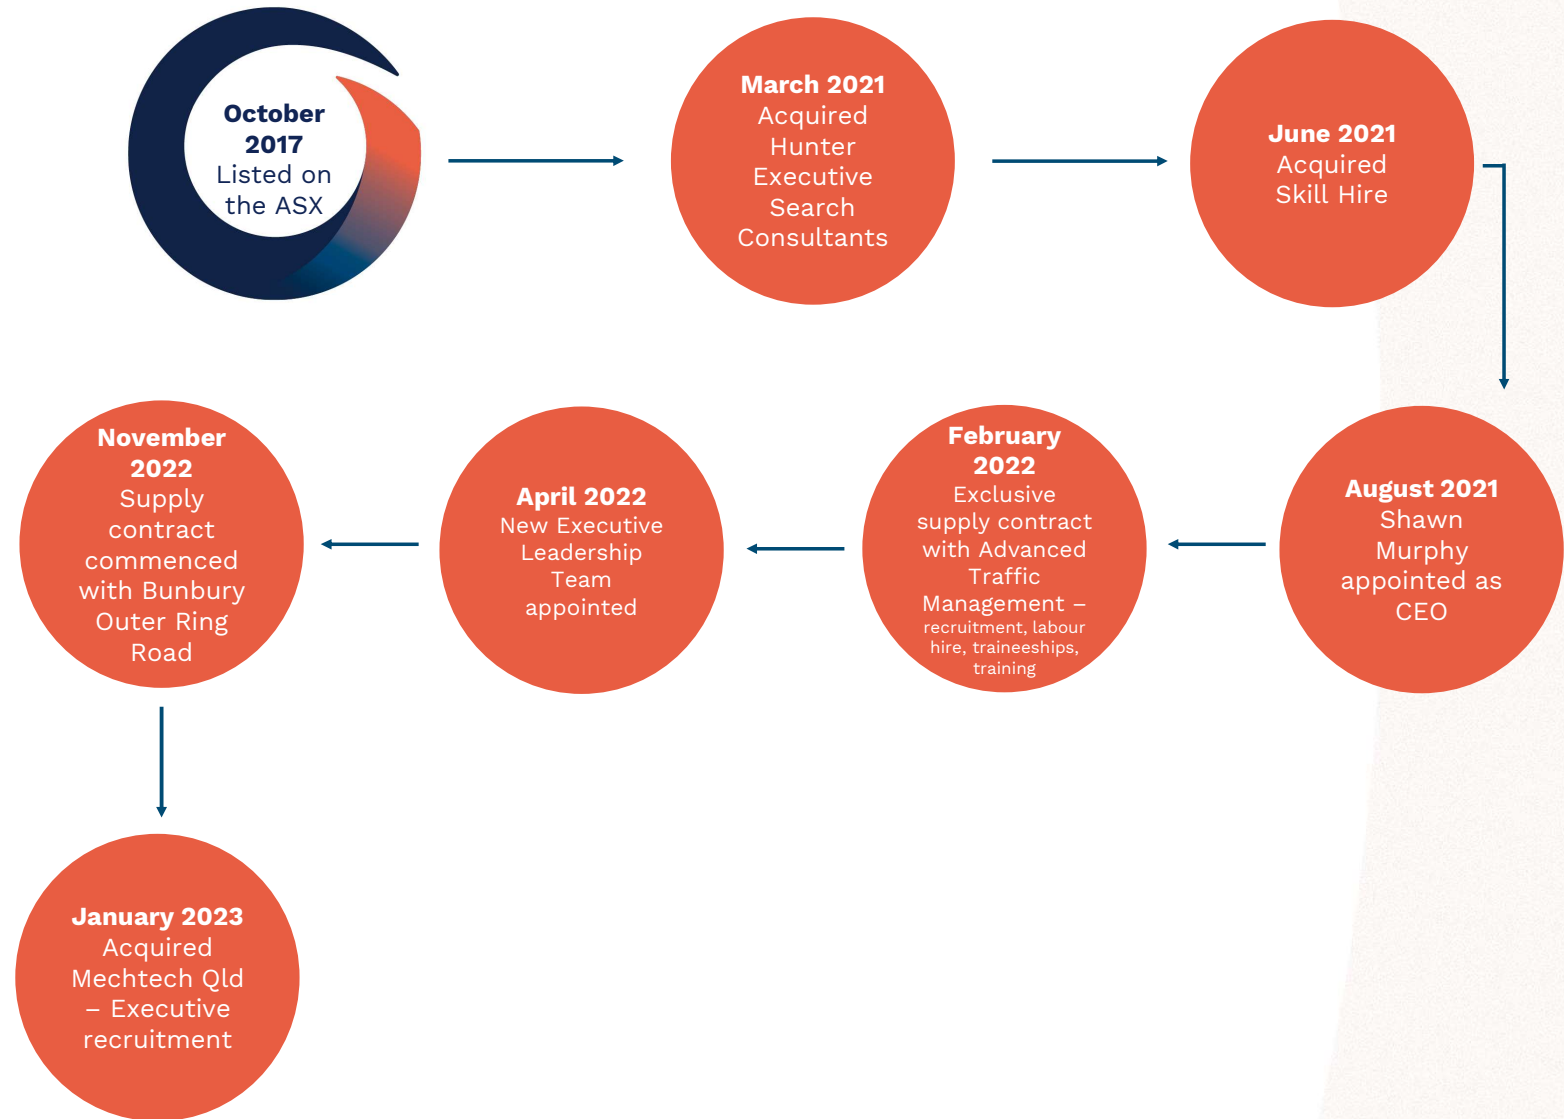 October
2017
Listed on
the ASX
March 2021
Acquired
Hunter
Executive
Search
Consultants
June 2021
Acquired
Skill Hire
August 2021
Shawn
Murphy
appointed as
CEO
February
2022
Exclusive
supply contract
with Advanced
Traffic
Management –
recruitment, labour
hire, traineeships,
training
April 2022
New Executive
Leadership
Team
appointed
November
2022
Supply
contract
commenced
with Bunbury
Outer Ring
Road
January 2023
Acquired
Mechtech Qld
– Executive
recruitment